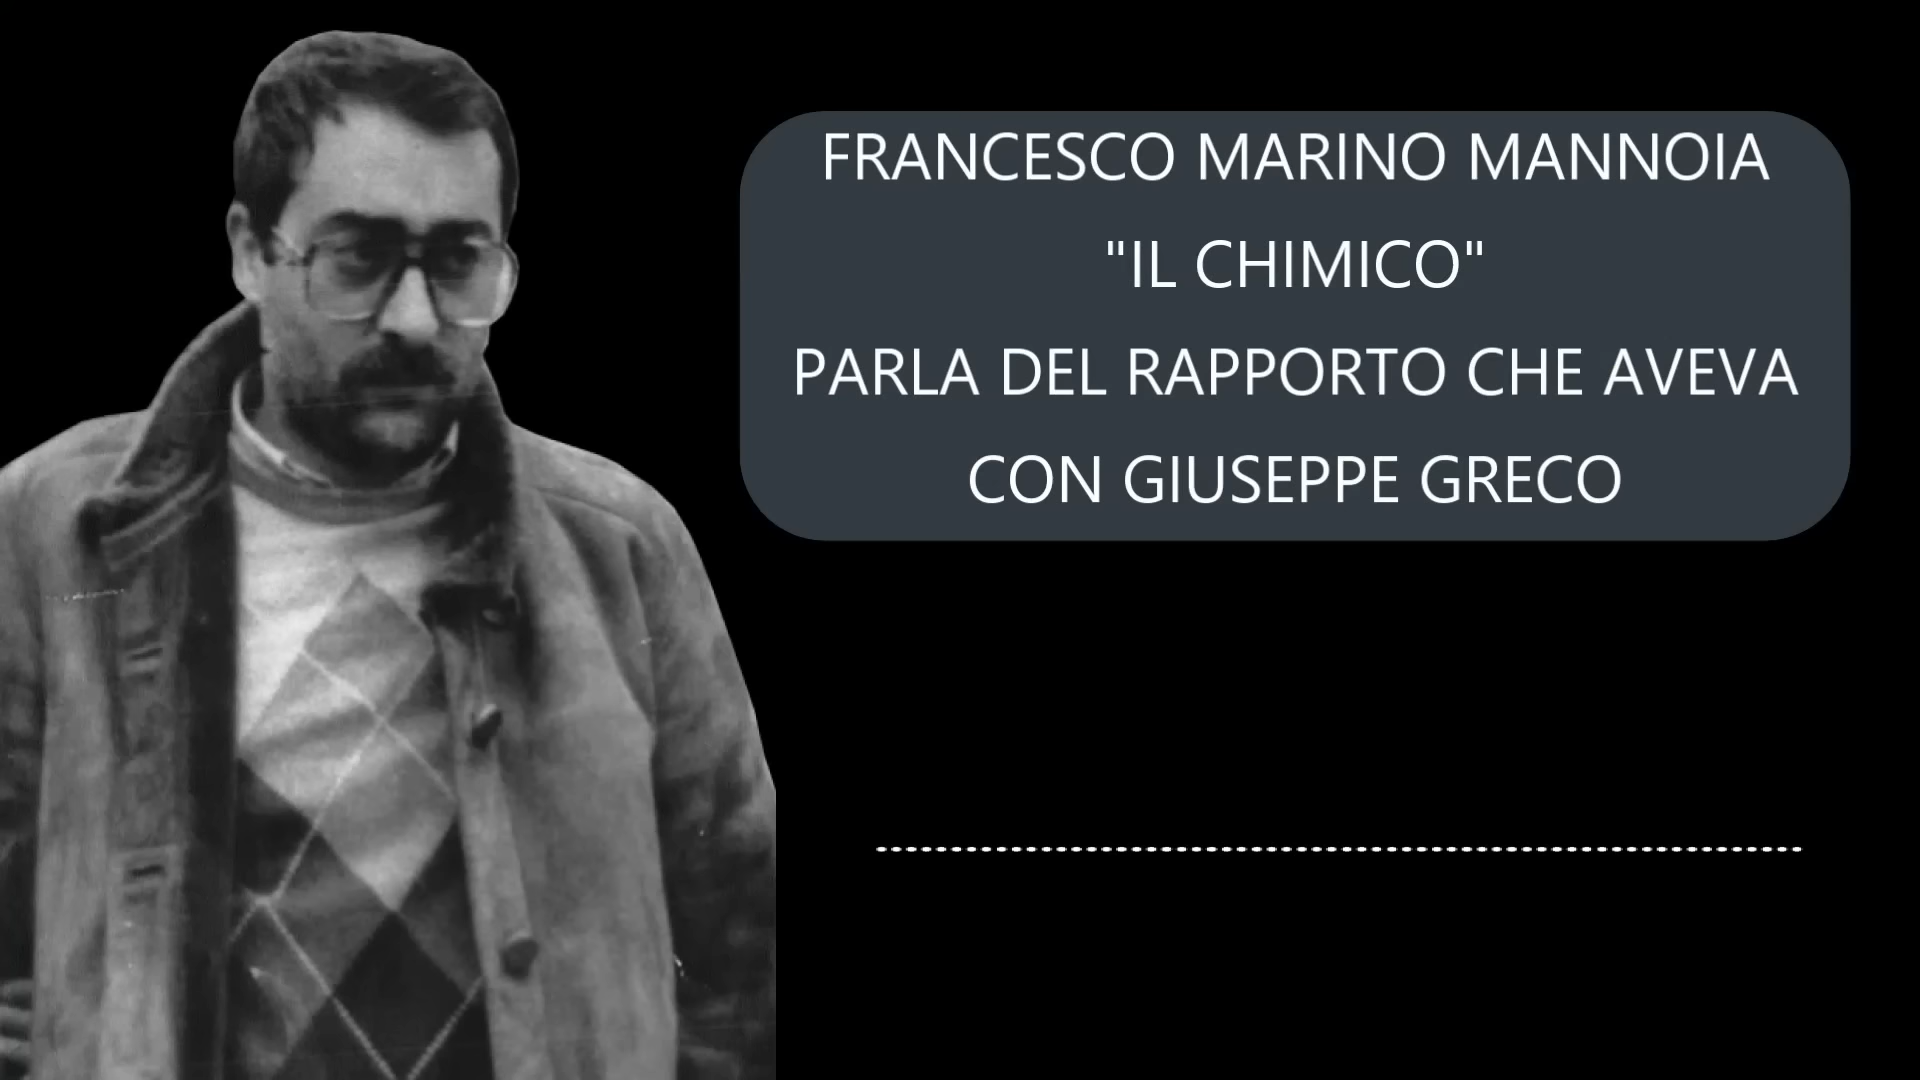 FRANCESCO MARINO MANNOIA
"IL CHIMICO"
PARLA DEL RAPPORTO CHE AVEVA
CON GIUSEPPE GRECO